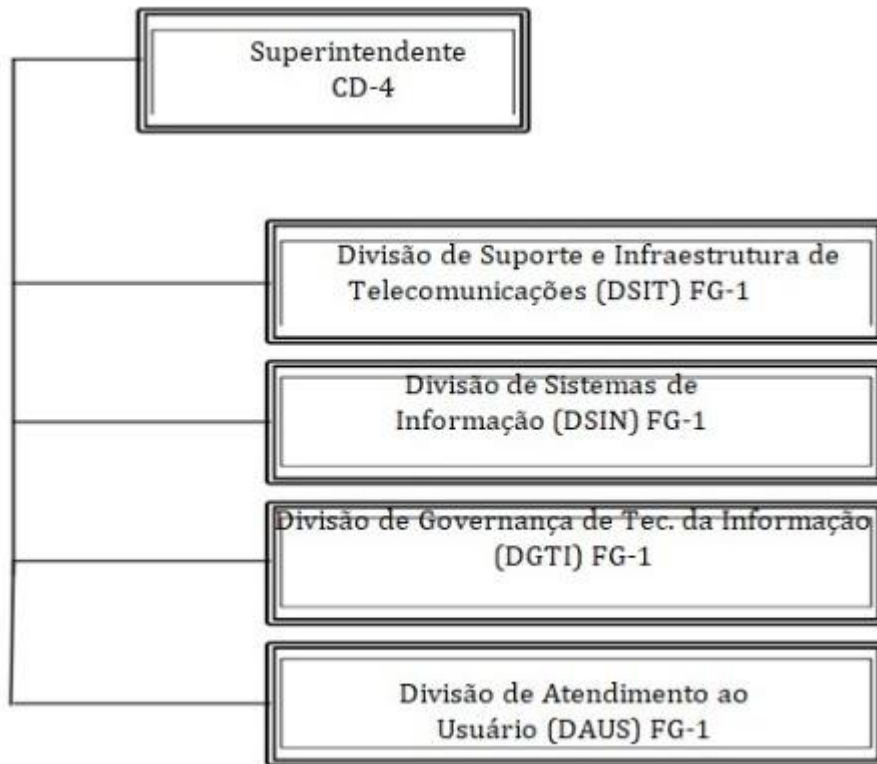 Superintendente
CD-4
Divisão de Suporte e Infraestrutura de
Telecomunicações (DSIT) FG-1
Divisão de Sistemas de
Informação (DSIN) FG-1
Divisão de Governança de Tec. da Informação
(DGTI) FG-1
Divisão de Atendimento ao
Usuário (DAUS) FG-1